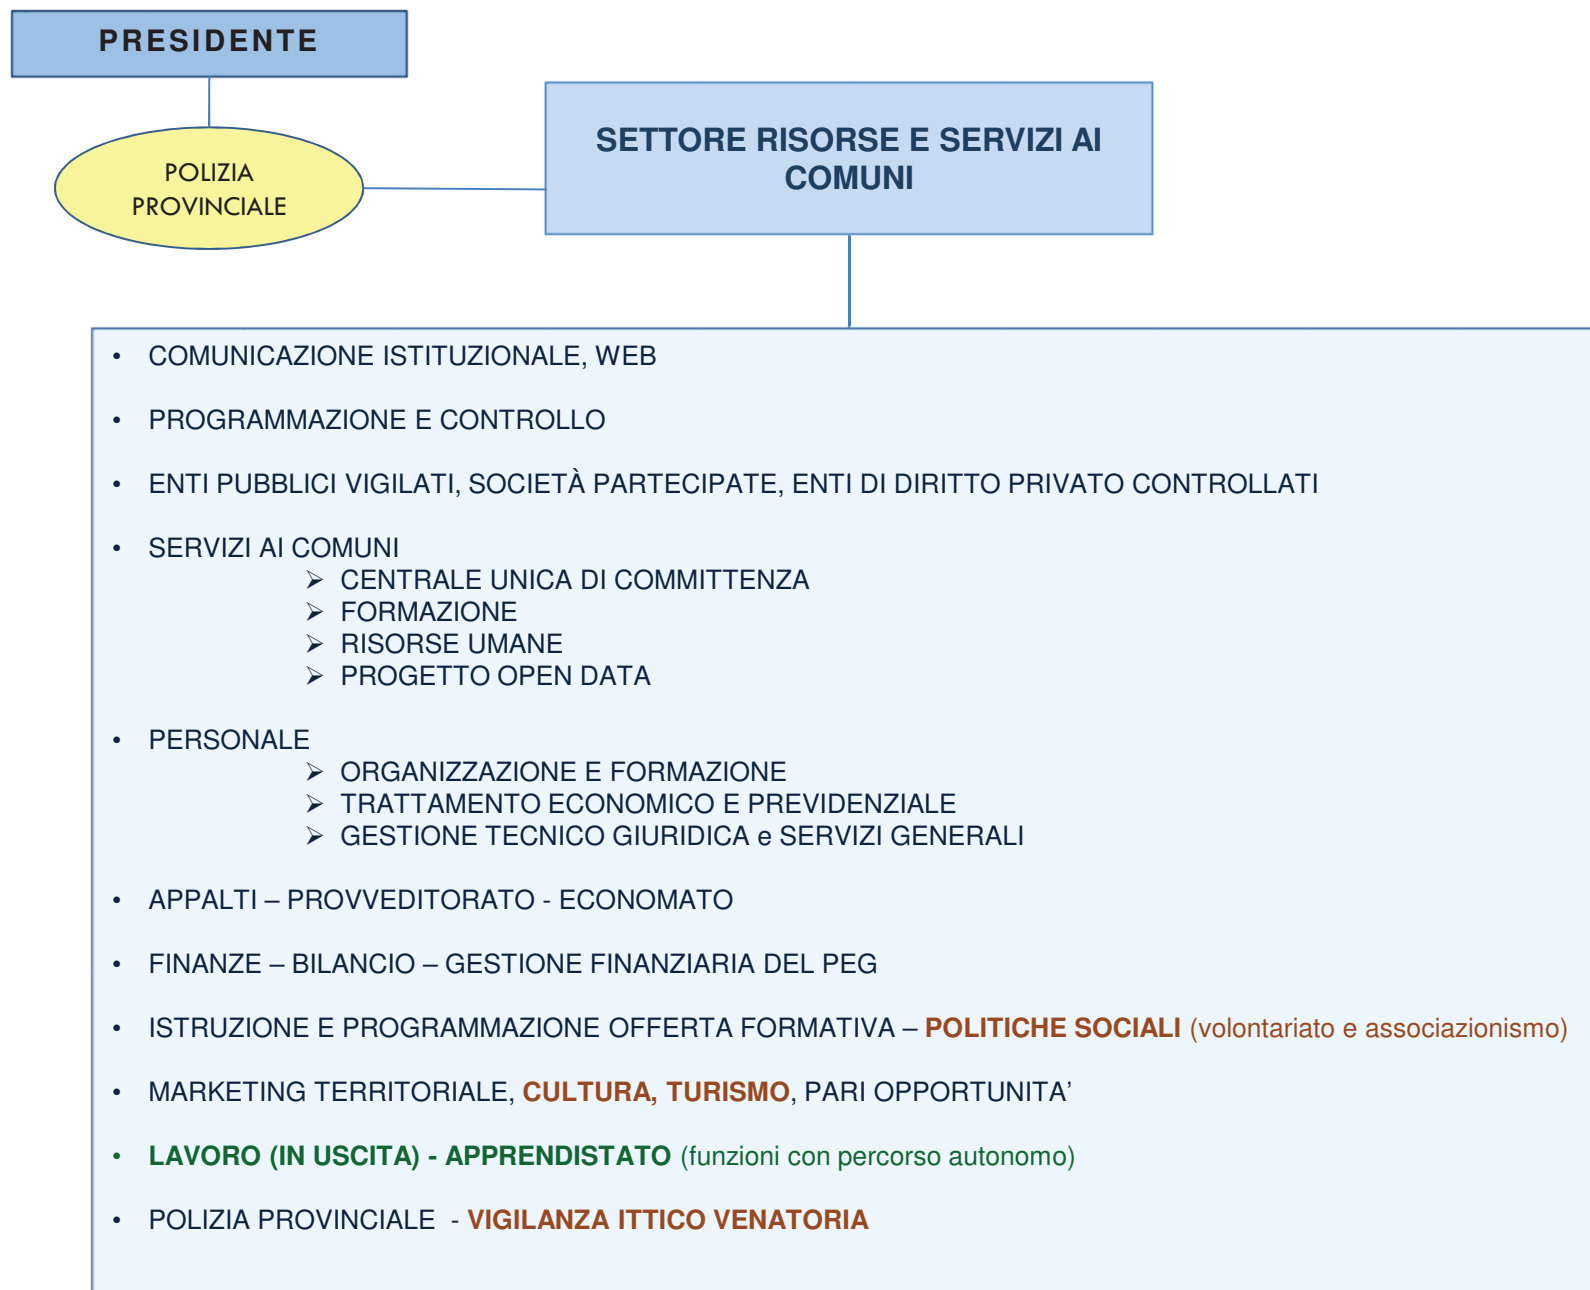 PRESIDENTE
POLIZIA
PROVINCIALE
SETTORE RISORSE E SERVIZI AI
COMUNI
• COMUNICAZIONE ISTITUZIONALE, WEB
• PROGRAMMAZIONE E CONTROLLO
• ENTI PUBBLICI VIGILATI, SOCIETÀ PARTECIPATE, ENTI DI DIRITTO PRIVATO CONTROLLATI
• SERVIZI AI COMUNI
➢ CENTRALE UNICA DI COMMITTENZA
➢ FORMAZIONE
➢ RISORSE UMANE
➢ PROGETTO OPEN DATA
• PERSONALE
➢ ORGANIZZAZIONE E FORMAZIONE
➢ TRATTAMENTO ECONOMICO E PREVIDENZIALE
➢ GESTIONE TECNICO GIURIDICA e SERVIZI GENERALI
• APPALTI – PROVVEDITORATO - ECONOMATO
• FINANZE – BILANCIO – GESTIONE FINANZIARIA DEL PEG
• ISTRUZIONE E PROGRAMMAZIONE OFFERTA FORMATIVA – POLITICHE SOCIALI (volontariato e associazionismo)
• MARKETING TERRITORIALE, CULTURA, TURISMO, PARI OPPORTUNITA’
• LAVORO (IN USCITA) - APPRENDISTATO (funzioni con percorso autonomo)
• POLIZIA PROVINCIALE - VIGILANZA ITTICO VENATORIA